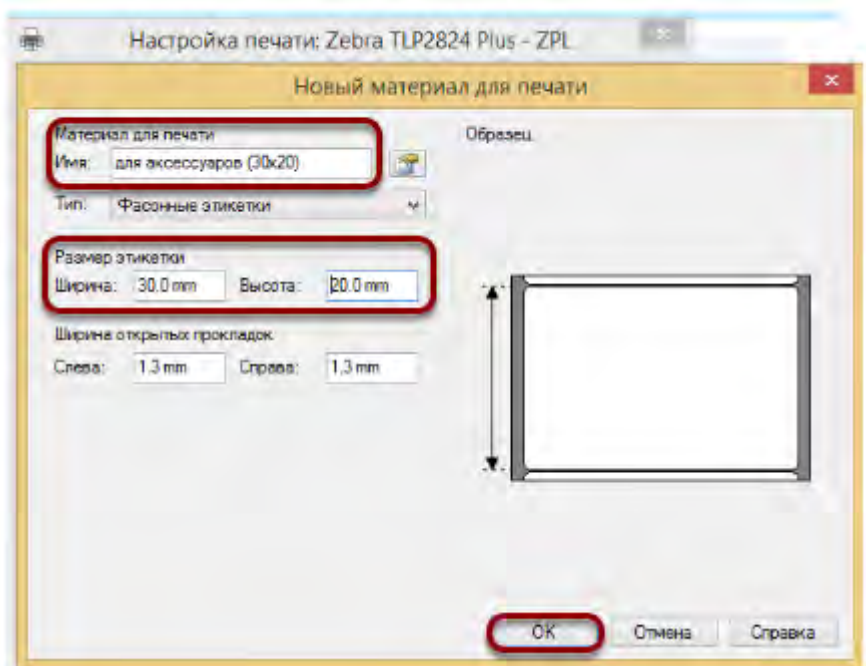 Настройка печати: Zebra TLP2824 Plus - ZPL
Новый материал для печати
Материал для печати
Образец
Имя: для аксессуаров (30x20)
Тип: Фасонные этикетки
Размер этикетки
Ширина: 30.0 mm Высота: 20.0 mm
Ширина открытых прокладок
Слева: 1.3 mm Справа: 1.3 mm
OK Отмена Справка